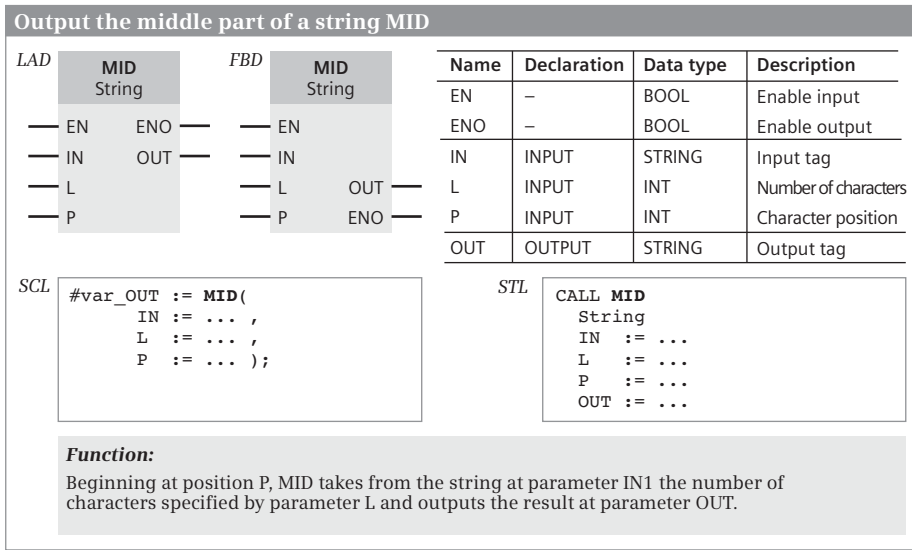 Output the middle part of a string MID
LAD
MID
String
EN ENO
IN OUT
L
P
FBD
MID
String
EN
IN
L OUT
P ENO
Name Declaration Data type Description
EN – BOOL Enable input
ENO – BOOL Enable output
IN INPUT STRING Input tag
L INPUT INT Number of characters
P INPUT INT Character position
OUT OUTPUT STRING Output tag
SCL
#var_OUT := MID(
IN := ... ,
L := ... ,
P := ... );
STL
CALL MID
String
IN := ...
L := ...
P := ...
OUT := ...
Function:
Beginning at position P, MID takes from the string at parameter IN1 the number of
characters specified by parameter L and outputs the result at parameter OUT.